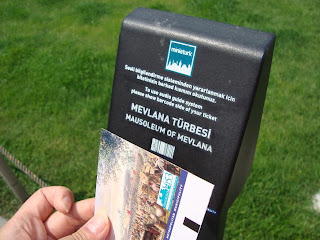 miniaturk
Sesli bilgilendirme sisteminden yararlanmak için
biletinizin barkod kısmını okutunuz.
To use audio guide system
please show barcode side of your ticket
MEVLANA TÜRBESİ
MAUSOLEUM OF MEVLANA